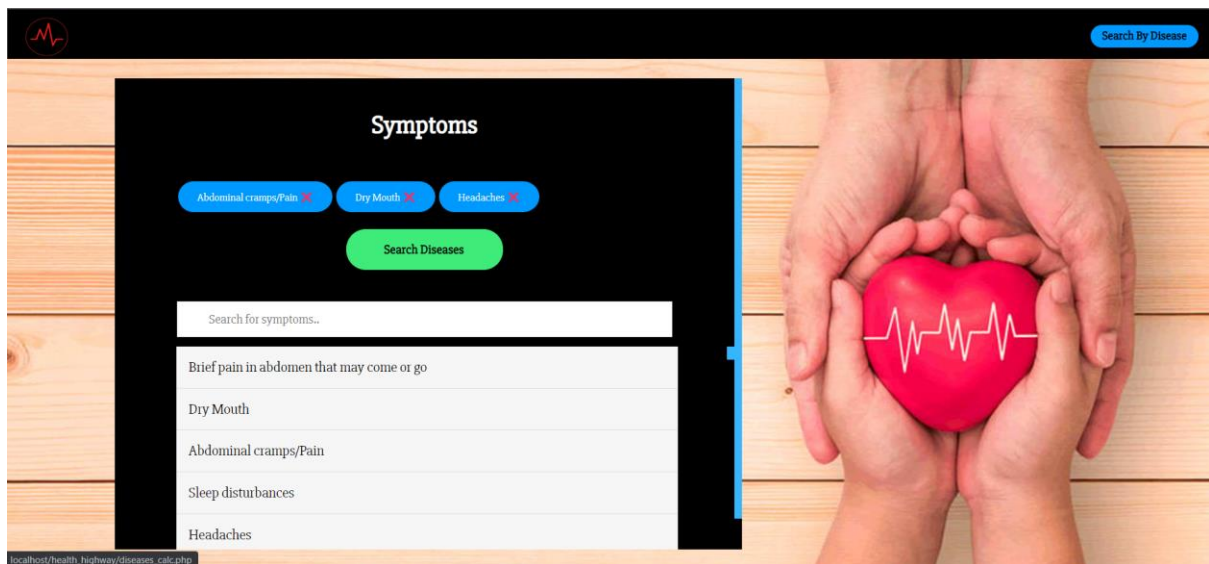 Search By Disease
Symptoms
Abdominal cramps/Pain ❌ Dry Mouth ❌ Headaches ❌
Search Diseases
Search for symptoms..
Brief pain in abdomen that may come or go
Dry Mouth
Abdominal cramps/Pain
Sleep disturbances
Headaches
localhost/health_highway/diseases_calc.php